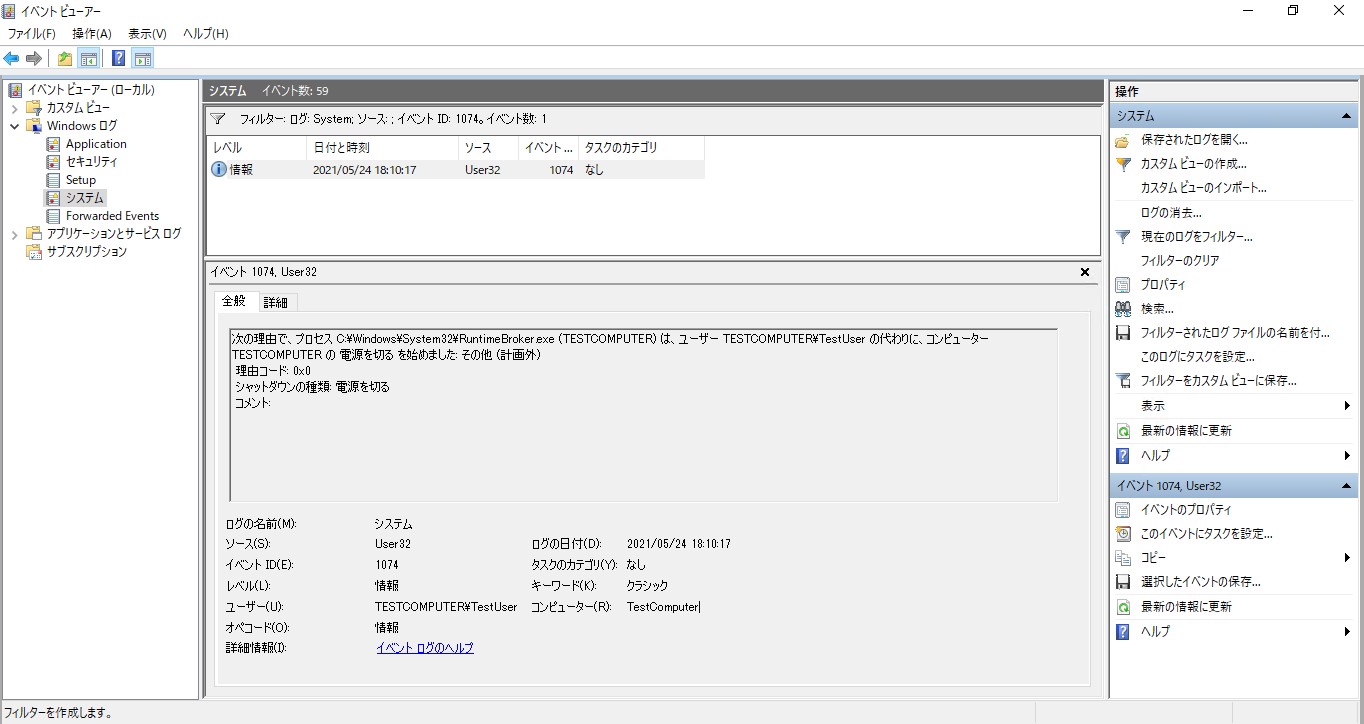 イベント ビューアー
ファイル(F) 操作(A) 表示(V) ヘルプ(H)
イベント ビューアー (ローカル)
カスタム ビュー
Windows ログ
Application
セキュリティ
Setup
システム
Forwarded Events
アプリケーションとサービス ログ
サブスクリプション
システム イベント数: 59
フィルター: ログ: System; ソース: ; イベント ID: 1074。イベント数: 1
レベル 日付と時刻 ソース イベント ... タスクのカテゴリ
情報 2021/05/24 18:10:17 User32 1074 なし
イベント 1074, User32
全般 詳細
次の理由で、プロセス C:¥Windows¥System32¥RuntimeBroker.exe (TESTCOMPUTER) は、ユーザー TESTCOMPUTER¥TestUser の代わりに、コンピューター
TESTCOMPUTER の 電源を切る を始めました: その他 (計画外)
理由コード: 0x0
シャットダウンの種類: 電源を切る
コメント:
ログの名前(M): システム
ソース(S): User32 ログの日付(D): 2021/05/24 18:10:17
イベント ID(E): 1074 タスクのカテゴリ(Y): なし
レベル(L): 情報 キーワード(K): クラシック
ユーザー(U): TESTCOMPUTER¥TestUser コンピューター(R): TestComputer
オペコード(O): 情報
詳細情報(I): イベント ログのヘルプ
操作
システム
保存されたログを開く...
カスタム ビューの作成...
カスタム ビューのインポート...
ログの消去...
現在のログをフィルター...
フィルターのクリア
プロパティ
検索...
フィルターされたログ ファイルの名前を付...
このログにタスクを設定...
フィルターをカスタム ビューに保存...
表示
最新の情報に更新
ヘルプ
イベント 1074, User32
イベントのプロパティ
このイベントにタスクを設定...
コピー
選択したイベントの保存...
最新の情報に更新
ヘルプ
フィルターを作成します。